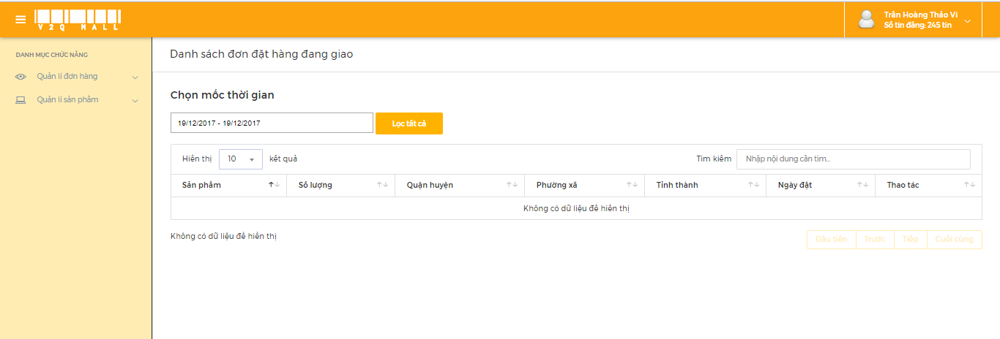 V2Q MALL
Trần Hoàng Thảo Vi
Số tin đăng: 245 tin
DANH MỤC CHỨC NĂNG
Quản lí đơn hàng
Quản lí sản phẩm
Danh sách đơn đặt hàng đang giao
Chọn mốc thời gian
19/12/2017 - 19/12/2017 Lọc tất cả
Hiển thị 10 kết quả Tìm kiếm Nhập nội dung cần tìm...
Sản phẩm Số lượng Quận huyện Phường xã Tỉnh thành Ngày đặt Thao tác
Không có dữ liệu để hiển thị
Không có dữ liệu để hiển thị Đầu tiên Trước Tiếp Cuối cùng